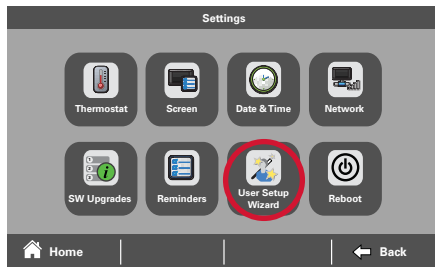 Settings
Thermostat
Screen
Date & Time
Network
SW Upgrades
Reminders
User Setup
Wizard
Reboot
Home
Back